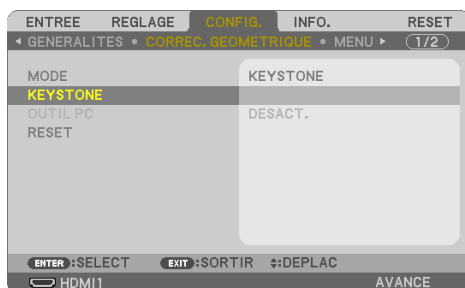 ENTREE REGLAGE CONFIG. INFO. RESET
◄ GENERALITES • CORREC. GEOMETRIQUE • MENU ► 1/2
MODE KEYSTONE
KEYSTONE
OUTIL PC DESACT.
RESET
ENTER :SELECT EXIT :SORTIR :DEPLAC
HDMI1 AVANCE